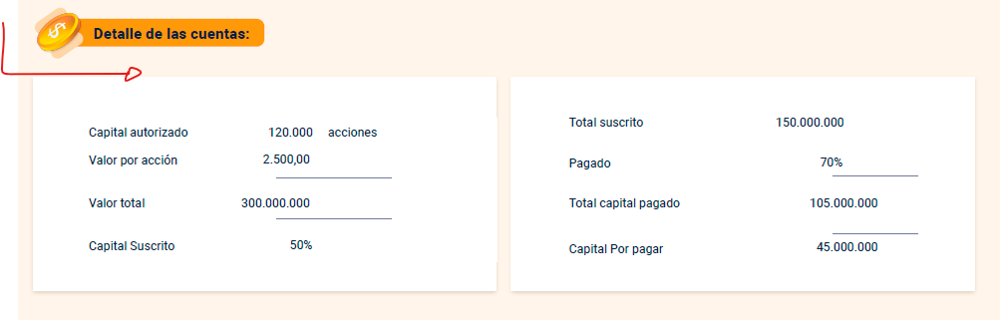 Detalle de las cuentas:
Capital autorizado 120.000 acciones
Valor por acción 2.500,00
Valor total 300.000.000
Capital Suscrito 50%
Total suscrito 150.000.000
Pagado 70%
Total capital pagado 105.000.000
Capital Por pagar 45.000.000